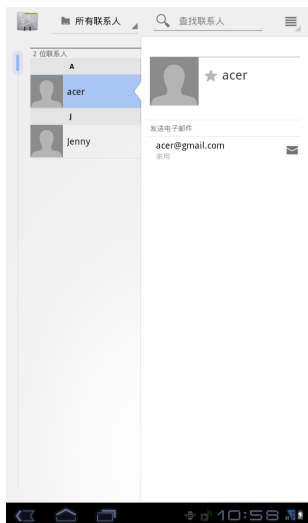 所有联系人
查找联系人
2 位联系人
A
acer
J
Jenny
acer
发送电子邮件
acer@gmail.com
家用
10:58